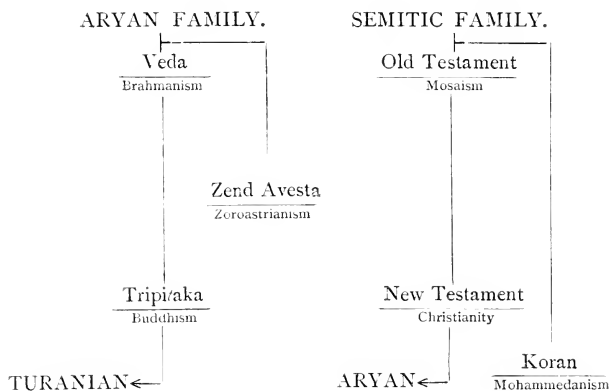 ARYAN FAMILY.
Veda
Brahmanism
Zend Avesta
Zoroastrianism
Tripitaka
Buddhism
TURANIAN
SEMITIC FAMILY.
Old Testament
Mosaism
New Testament
Christianity
ARYAN
Koran
Mohammedanism